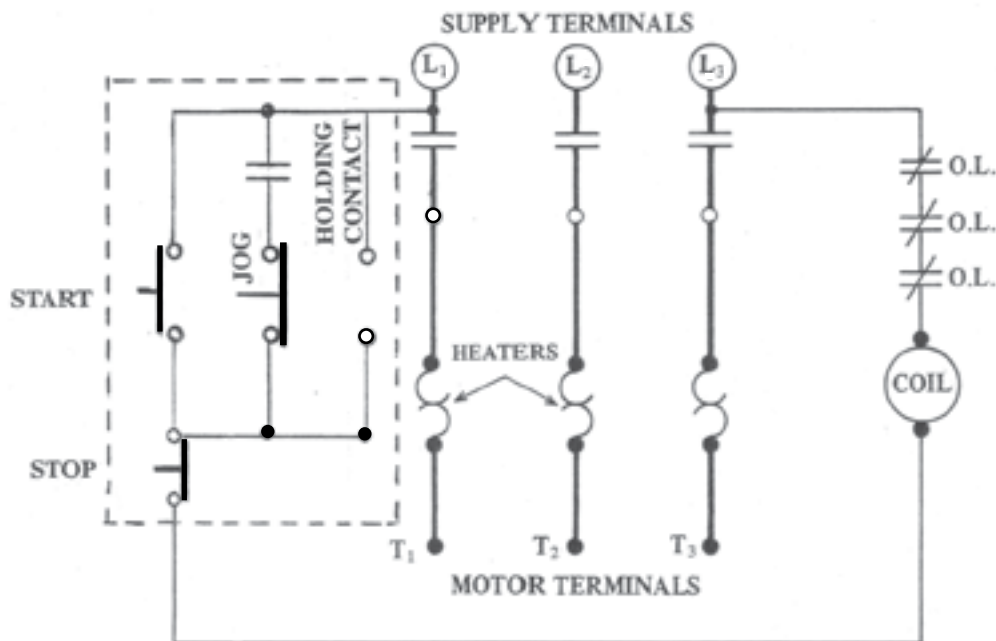 SUPPLY TERMINALS
L1
L2
L3
HOLDING
CONTACT
O.L.
O.L.
O.L.
JOG
START
HEATERS
COIL
STOP
T1
T2
T3
MOTOR TERMINALS